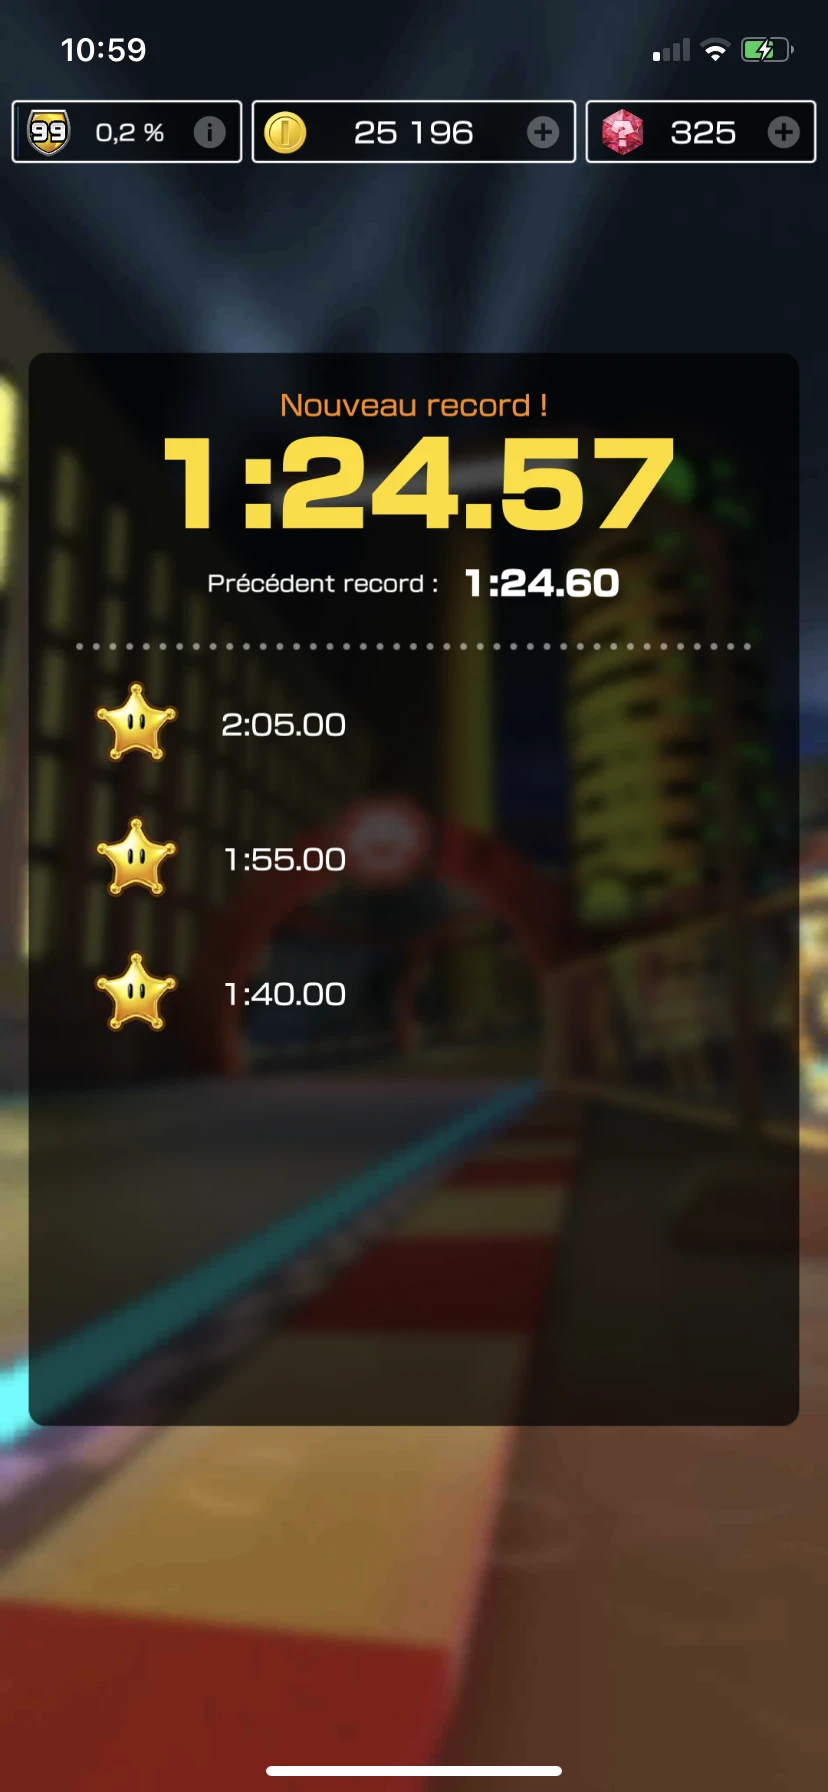 10:59
99 0,2 % i 25 196 + ? 325 +
Nouveau record !
1:24.57
Précédent record : 1:24.60
2:05.00
1:55.00
1:40.00